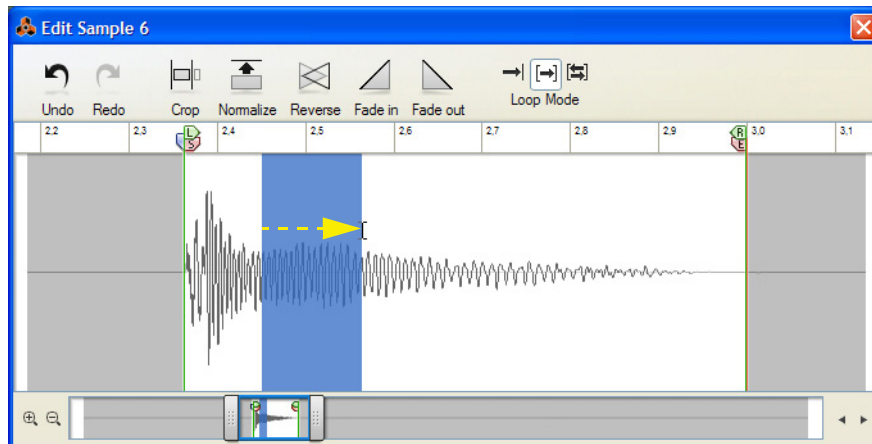 Edit Sample 6
Undo Redo Crop Normalize Reverse Fade in Fade out Loop Mode
2,2 2,3 L 2,4 2,5 2,6 2,7 2,8 2,9 R 3,0 3,1
S E